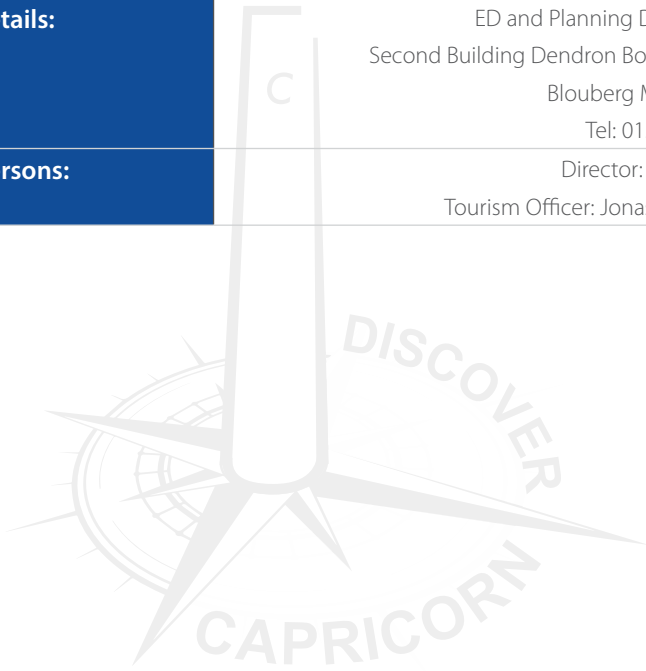 tails:
ED and Planning D
Second Building Dendron Bo
Blouberg M
Tel: 01
rsons:
Director:
Tourism Officer: Jona
C
DISCOVER
CAPRICORN